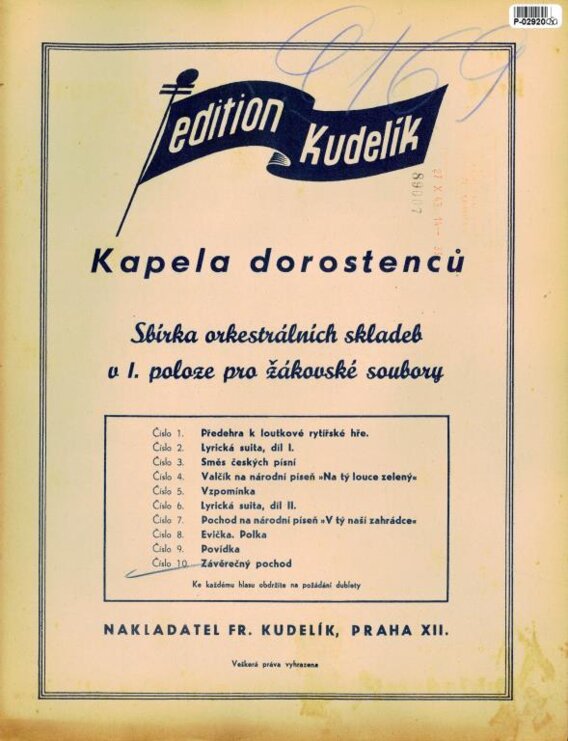 P-02920
9169
edition Kudelík
89007
Kapela dorostenců
Sbírka orkestrálních skladeb
v I. poloze pro žákovské soubory
Číslo 1. Předehra k loutkové rytířské hře.
Číslo 2. Lyrická suita, díl I.
Číslo 3. Směs českých písní
Číslo 4. Valčík na národní píseň »Na tý louce zelený«
Číslo 5. Vzpomínka
Číslo 6. Lyrická suita, díl II.
Číslo 7. Pochod na národní píseň »V tý naší zahrádce«
Číslo 8. Evička. Polka
Číslo 9. Povídka
Číslo 10. Závěrečný pochod
Ke každému hlasu obdržíte na požádání dublety
NAKLADATEL FR. KUDELÍK, PRAHA XII.
Veškerá práva vyhrazena